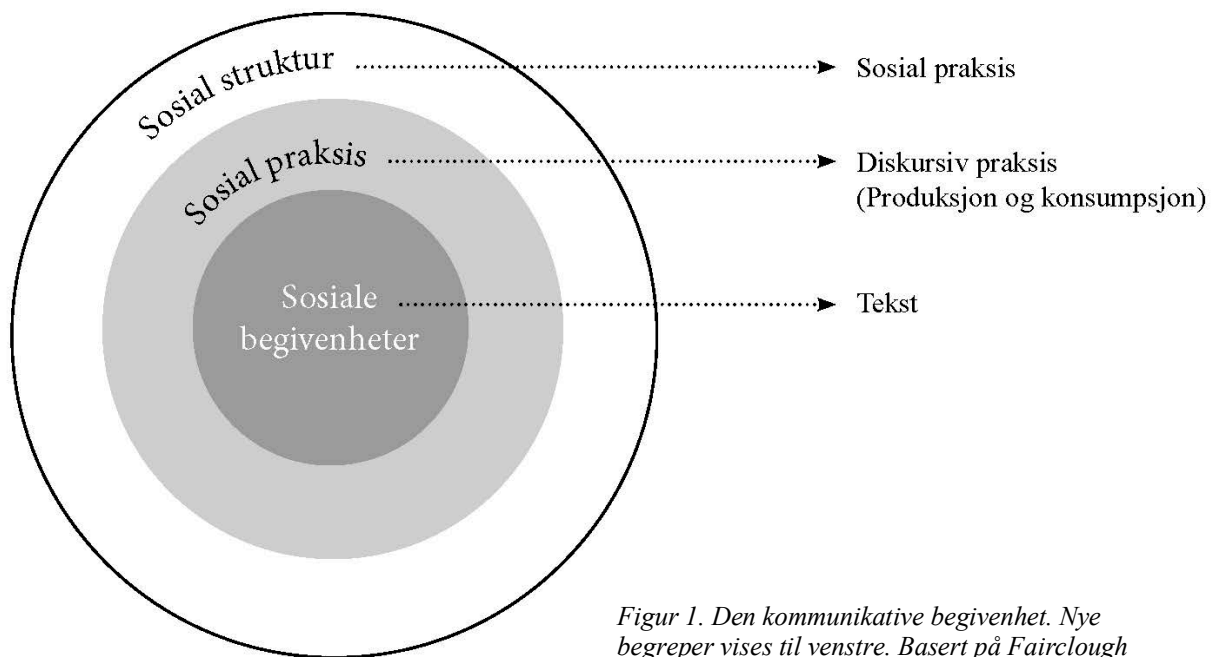 Sosial struktur
Sosial praksis
Sosial praksis
Diskursiv praksis
(Produksjon og konsumpsjon)
Sosiale
begivenheter
Tekst
Figur 1. Den kommunikative begivenhet. Nye
begreper vises til venstre. Basert på Fairclough